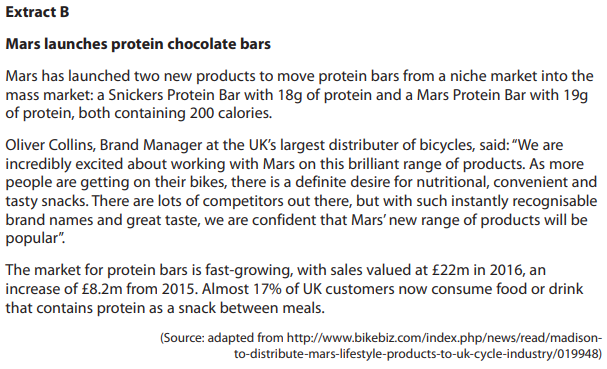 Extract B
Mars launches protein chocolate bars
Mars has launched two new products to move protein bars from a niche market into the
mass market: a Snickers Protein Bar with 18g of protein and a Mars Protein Bar with 19g
of protein, both containing 200 calories.
Oliver Collins, Brand Manager at the UK’s largest distributer of bicycles, said: “We are
incredibly excited about working with Mars on this brilliant range of products. As more
people are getting on their bikes, there is a definite desire for nutritional, convenient and
tasty snacks. There are lots of competitors out there, but with such instantly recognisable
brand names and great taste, we are confident that Mars’ new range of products will be
popular”.
The market for protein bars is fast-growing, with sales valued at £22m in 2016, an
increase of £8.2m from 2015. Almost 17% of UK customers now consume food or drink
that contains protein as a snack between meals.
(Source: adapted from http://www.bikebiz.com/index.php/news/read/madison-
to-distribute-mars-lifestyle-products-to-uk-cycle-industry/019948)